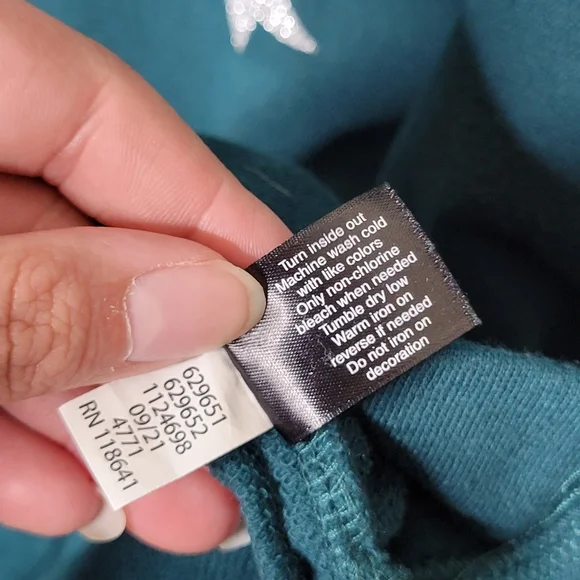 Turn inside out
Machine wash cold
with like colors
Only non-chlorine
bleach when needed
Tumble dry low
Warm iron on
reverse if needed
Do not iron on
decoration
629651
629652
1124698
09/21
4771
RN 118641